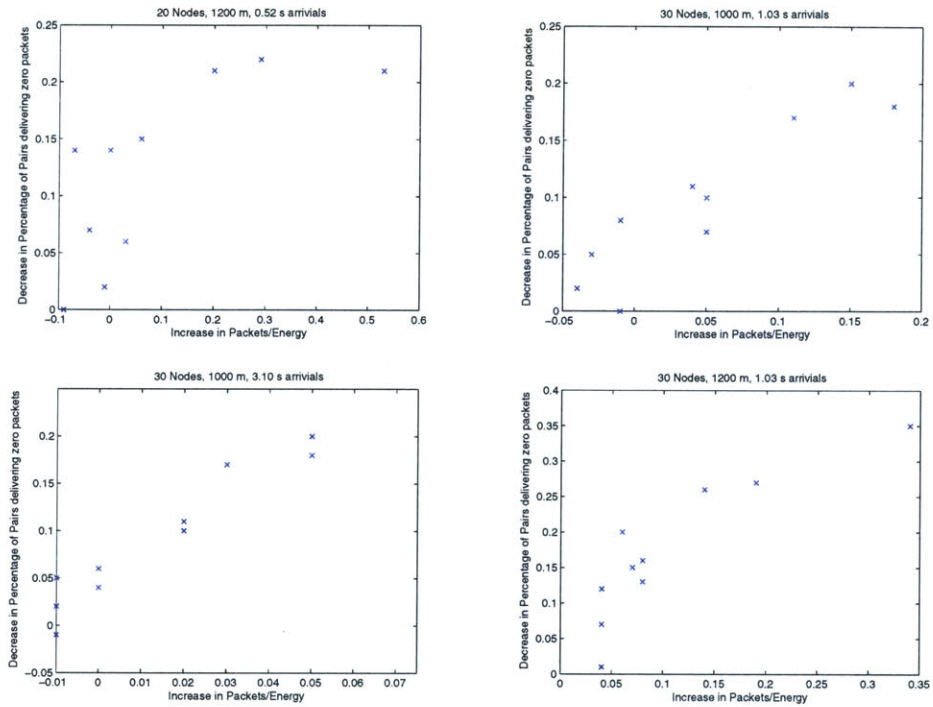 20 Nodes, 1200 m, 0.52 s arrivials
0.25
0.2
0.15
0.1
0.05
0
Decrease in Percentage of Pairs delivering zero packets
−0.1 0 0.1 0.2 0.3 0.4 0.5 0.6
Increase in Packets/Energy
30 Nodes, 1000 m, 1.03 s arrivials
0.25
0.2
0.15
0.1
0.05
0
Decrease in Percentage of Pairs delivering zero packets
−0.05 0 0.05 0.1 0.15 0.2
Increase in Packets/Energy
30 Nodes, 1000 m, 3.10 s arrivials
0.2
0.15
0.1
0.05
0
−0.05
Decrease in Percentage of Pairs delivering zero packets
−0.01 0 0.01 0.02 0.03 0.04 0.05 0.06 0.07
Increase in Packets/Energy
30 Nodes, 1200 m, 1.03 s arrivials
0.4
0.35
0.3
0.25
0.2
0.15
0.1
0.05
0
Decrease in Percentage of Pairs delivering zero packets
0 0.05 0.1 0.15 0.2 0.25 0.3 0.35
Increase in Packets/Energy